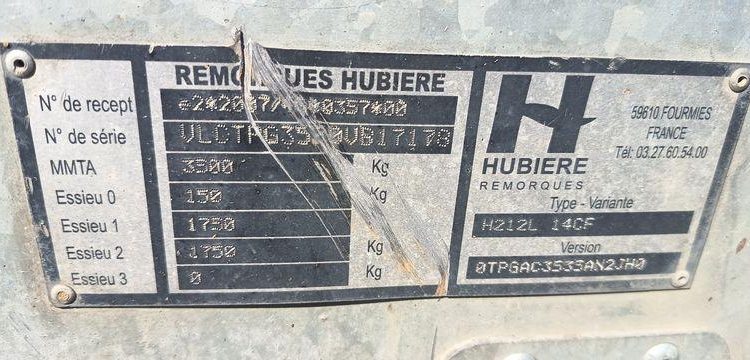 REMORQUES HUBIERE
N° de recept
N° de série
MMTA 3500 Kg
Essieu 0 150 Kg
Essieu 1 1750
Essieu 2 1750 Kg
Essieu 3 0 Kg
H
HUBIERE
REMORQUES
59610 FOURMIES
FRANCE
Tél: 03.27.60.54.00
Type - Variante
H212L 14CF
Version
0TPGAC3535AN2JH0